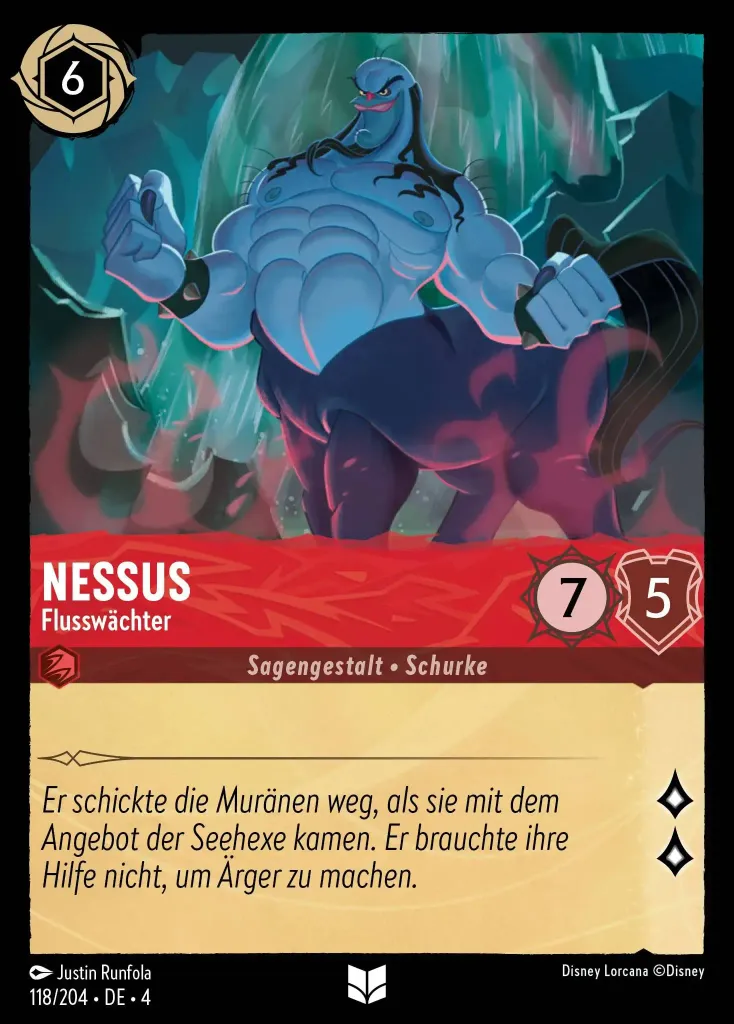 6
NESSUS
Flusswächter
7
5
Sagengestalt • Schurke
Er schickte die Muränen weg, als sie mit dem
Angebot der Seehexe kamen. Er brauchte ihre
Hilfe nicht, um Ärger zu machen.
Justin Runfola
Disney Lorcana ©Disney
118/204 • DE • 4